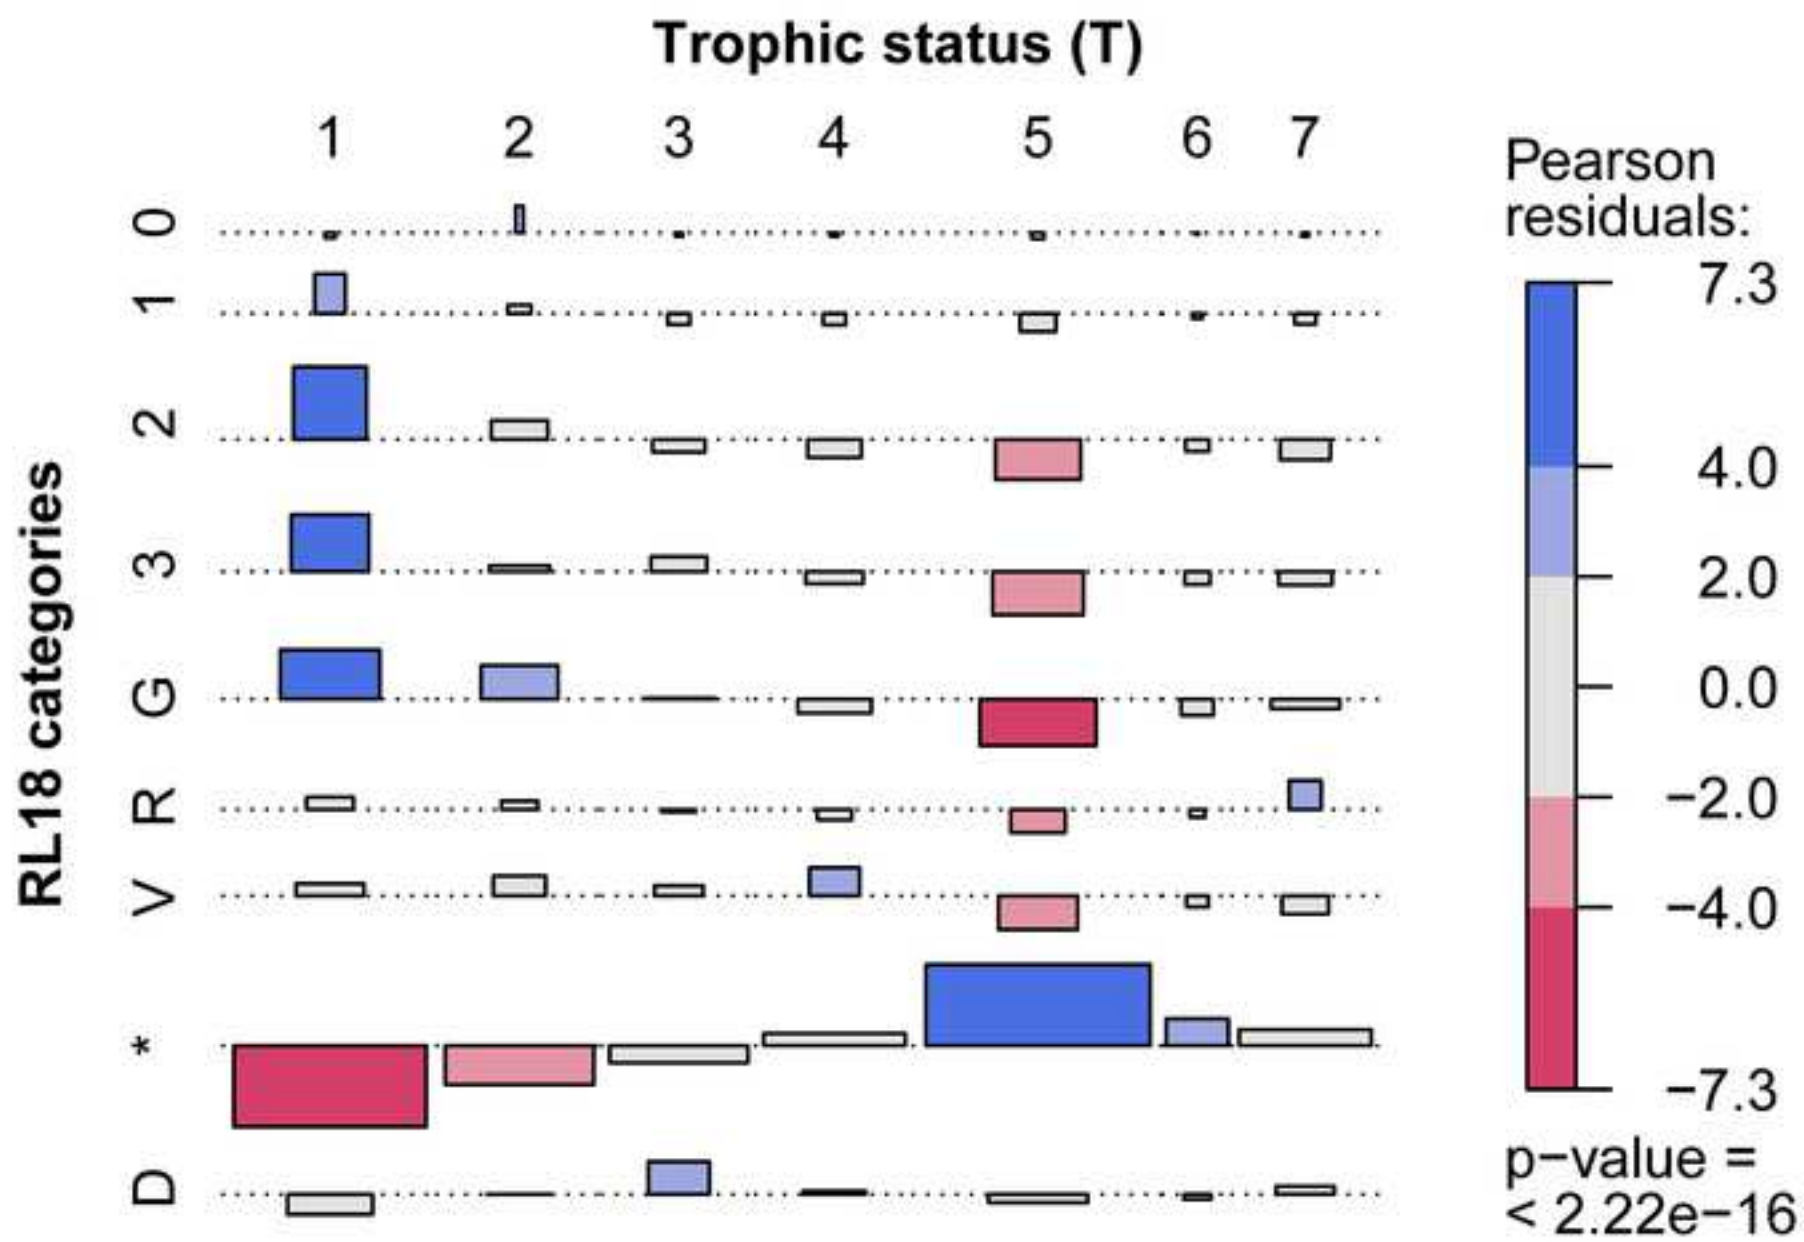 Trophic status (T)
1 2 3 4 5 6 7
Pearson
residuals:
RL18 categories
0
1
2
3
G
R
V
*
D
7.3
4.0
2.0
0.0
−2.0
−4.0
−7.3
p−value =
< 2.22e−16